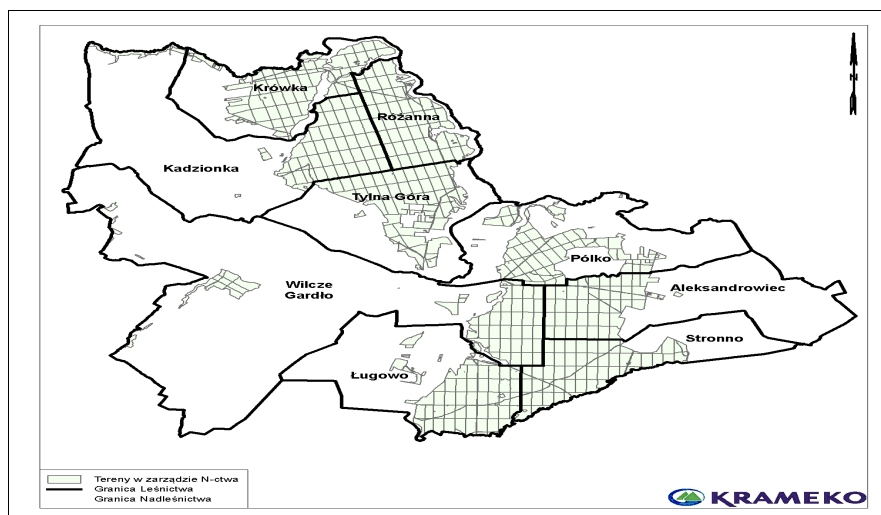 Krówka
Różanna
Kadzionka
Tylna Góra
Pólko
Wilcze
Gardło
Aleksandrowiec
Stronno
Ługowo
Tereny w zarządzie N-ctwa
Granica Leśnictwa
Granica Nadleśnictwa
KRAMEKO